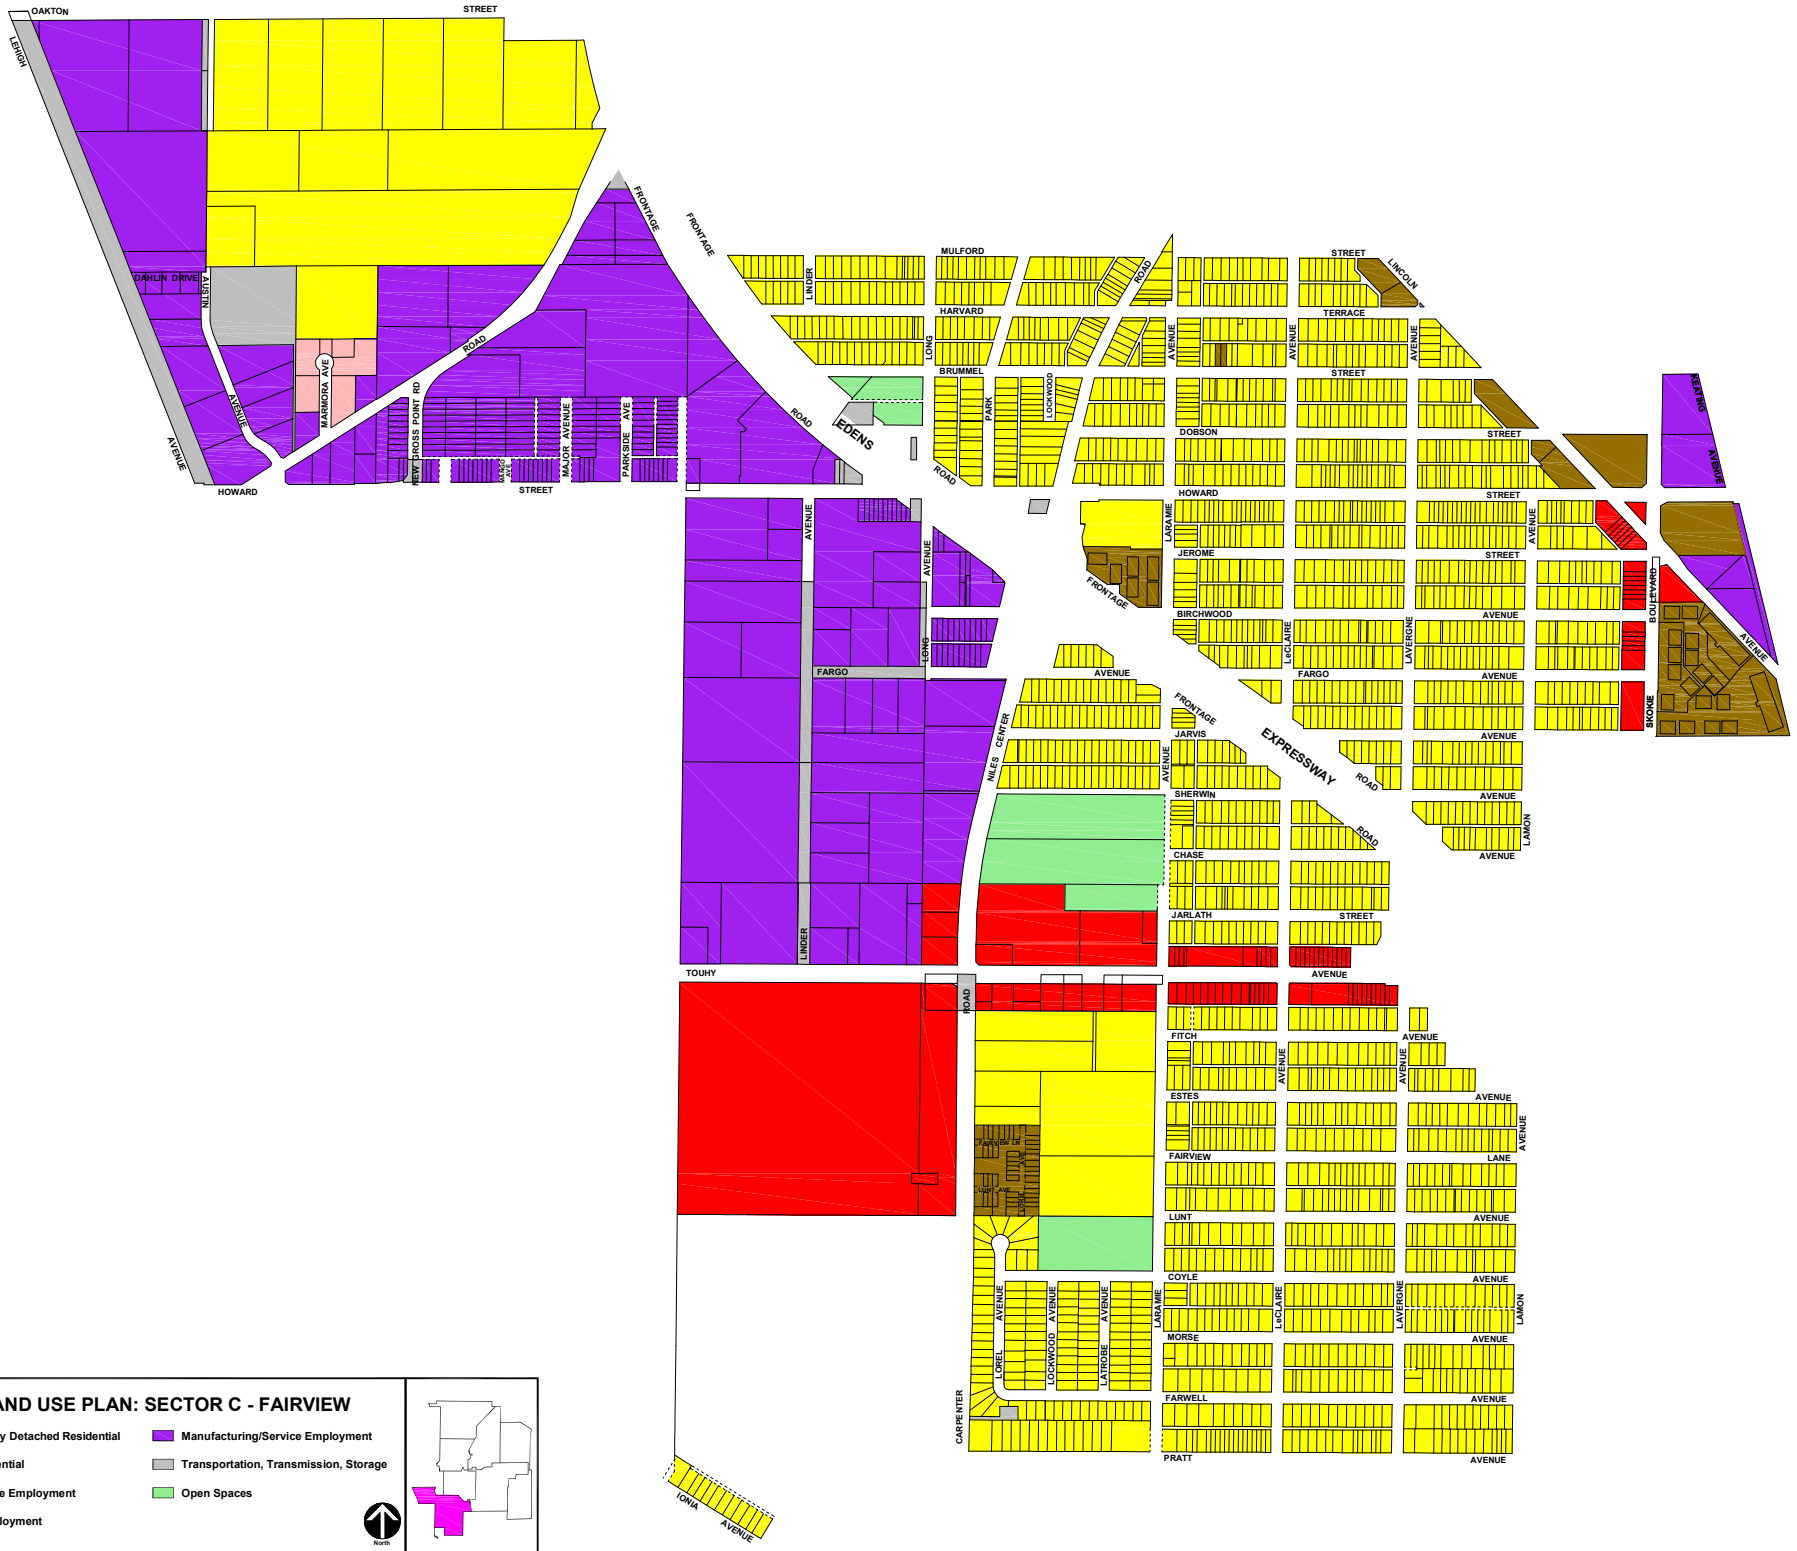 OAKTON
STREET
LEHIGH
FRONTAGE
FRONTAGE
MULFORD
STREET
LINCOLN
ROAD
LINDER
DAHLIN DRIVE
AUSTIN
HARVARD
TERRACE
ROAD
LONG
AVENUE
AVENUE
AVENUE
BRUMMEL
STREET
MARMORA AVE
NEW GROSS POINT RD
PARK
LOCKWOOD
KEATING
AVENUE
MAJOR AVENUE
PARKSIDE AVE
ROAD
EDENS
DOBSON
STREET
AVENUE
AVENUE
ROAD
HOWARD
STREET
HOWARD
STREET
AVENUE
AVENUE
LARAMIE
AVENUE
JEROME
STREET
FRONTAGE
BIRCHWOOD
AVENUE
BOULEVARD
LONG
LeCLAIRE
LAVERGNE
AVENUE
FARGO
AVENUE
FARGO
AVENUE
FRONTAGE
SKOKIE
NILES CENTER
JARVIS
EXPRESSWAY
AVENUE
AVENUE
ROAD
SHERWIN
AVENUE
ROAD
LAMON
CHASE
AVENUE
JARLATH
STREET
LINDER
TOUHY
AVENUE
ROAD
FITCH
AVENUE
AVENUE
AVENUE
ESTES
AVENUE
AVENUE
FAIRVIEW LN
FAIRVIEW
LANE
LUNT AVE
LUNT
AVENUE
COYLE
AVENUE
AVENUE
AVENUE
AVENUE
LARAMIE
LeCLAIRE
LAVERGNE
LAMON
MORSE
AVENUE
LOREL
LOCKWOOD
LATROBE
FARWELL
AVENUE
CARPENTER
PRATT
AVENUE
IONIA
AVENUE
AND USE PLAN: SECTOR C - FAIRVIEW
y Detached Residential
Manufacturing/Service Employment
ential
Transportation, Transmission, Storage
e Employment
Open Spaces
loyment
North